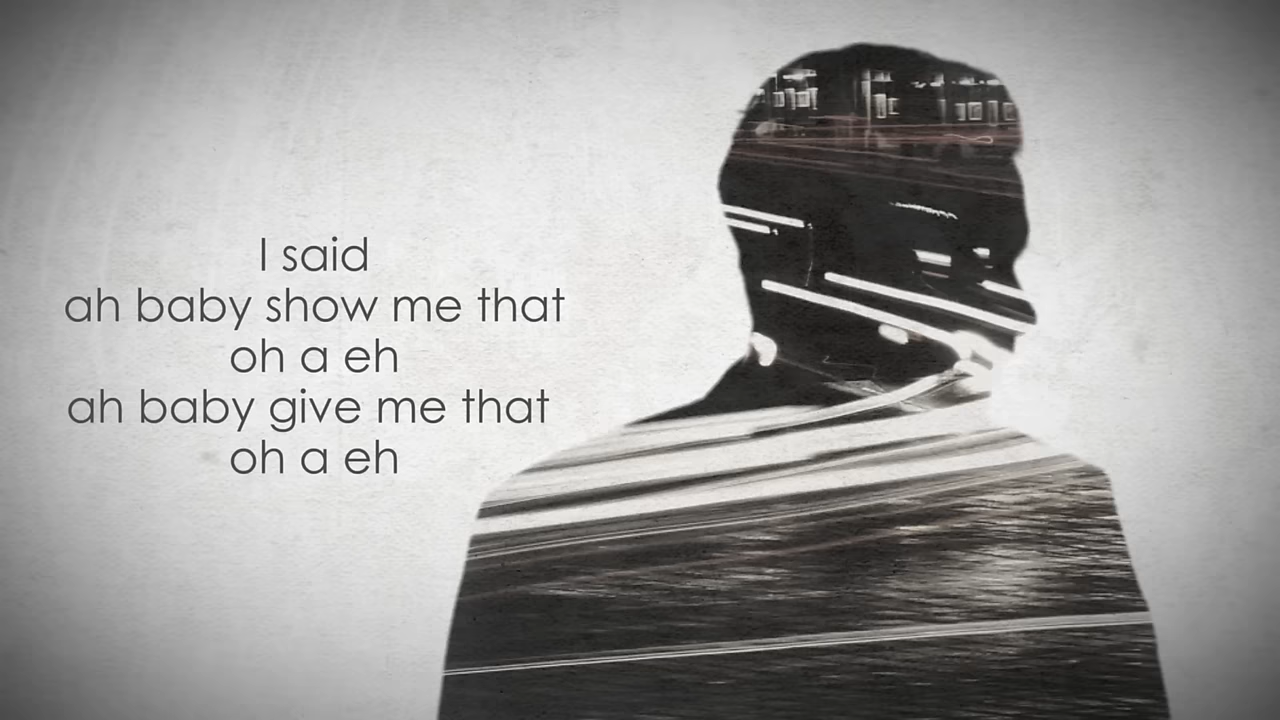 I said
ah baby show me that
oh a eh
ah baby give me that
oh a eh